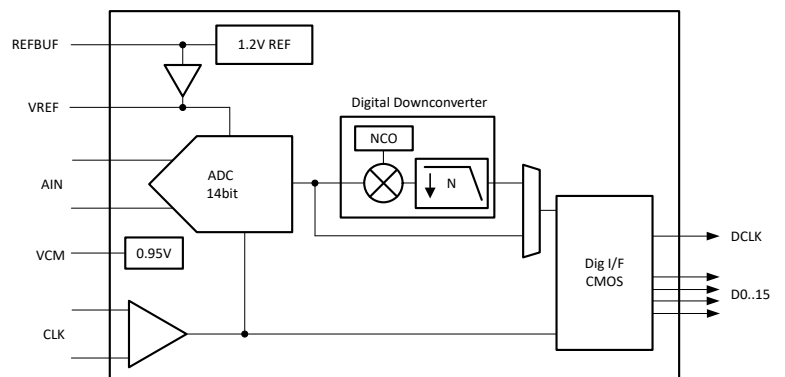 REFBUF
1.2V REF
VREF
Digital Downconverter
NCO
ADC
14bit
N
AIN
VCM
0.95V
Dig I/F
CMOS
DCLK
D0..15
CLK